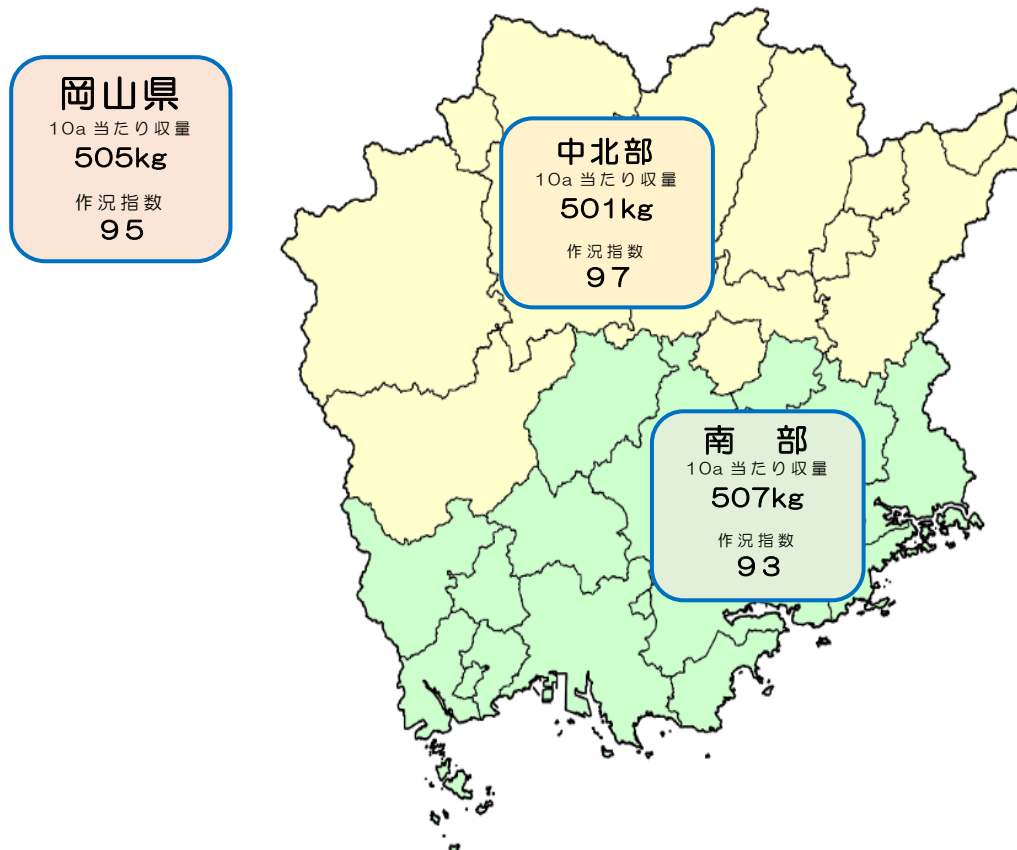 岡山県
10a 当たり収量
505kg
作況指数
95
中北部
10a 当たり収量
501kg
作況指数
97
南　部
10a 当たり収量
507kg
作況指数
93